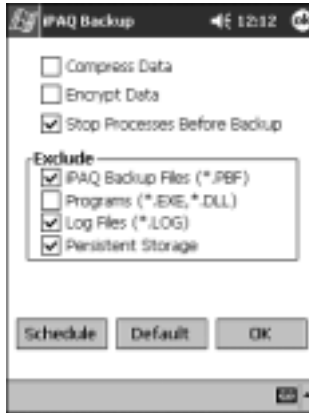 iPAQ Backup 12:12 ok
Compress Data
Encrypt Data
Stop Processes Before Backup
Exclude
iPAQ Backup Files (*.PBF)
Programs (*.EXE,*.DLL)
Log Files (*.LOG)
Persistent Storage
Schedule Default OK